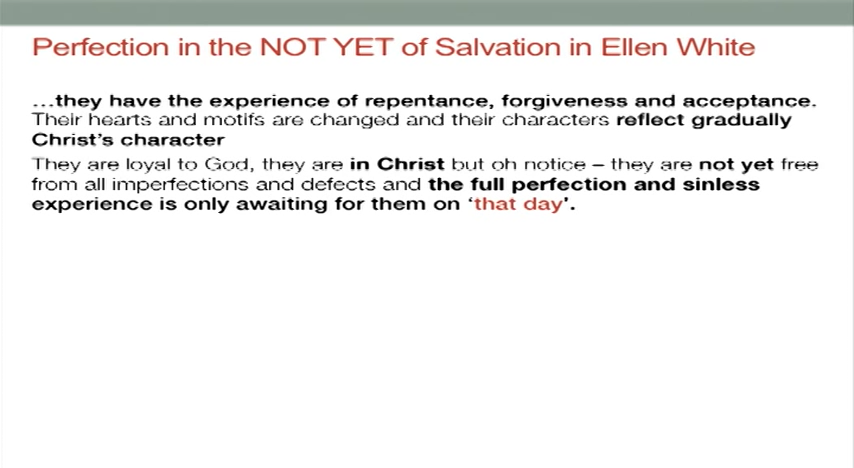 Perfection in the NOT YET of Salvation in Ellen White
…they have the experience of repentance, forgiveness and acceptance.
Their hearts and motifs are changed and their characters reflect gradually
Christ's character
They are loyal to God, they are in Christ but oh notice – they are not yet free
from all imperfections and defects and the full perfection and sinless
experience is only awaiting for them on ‘that day’.